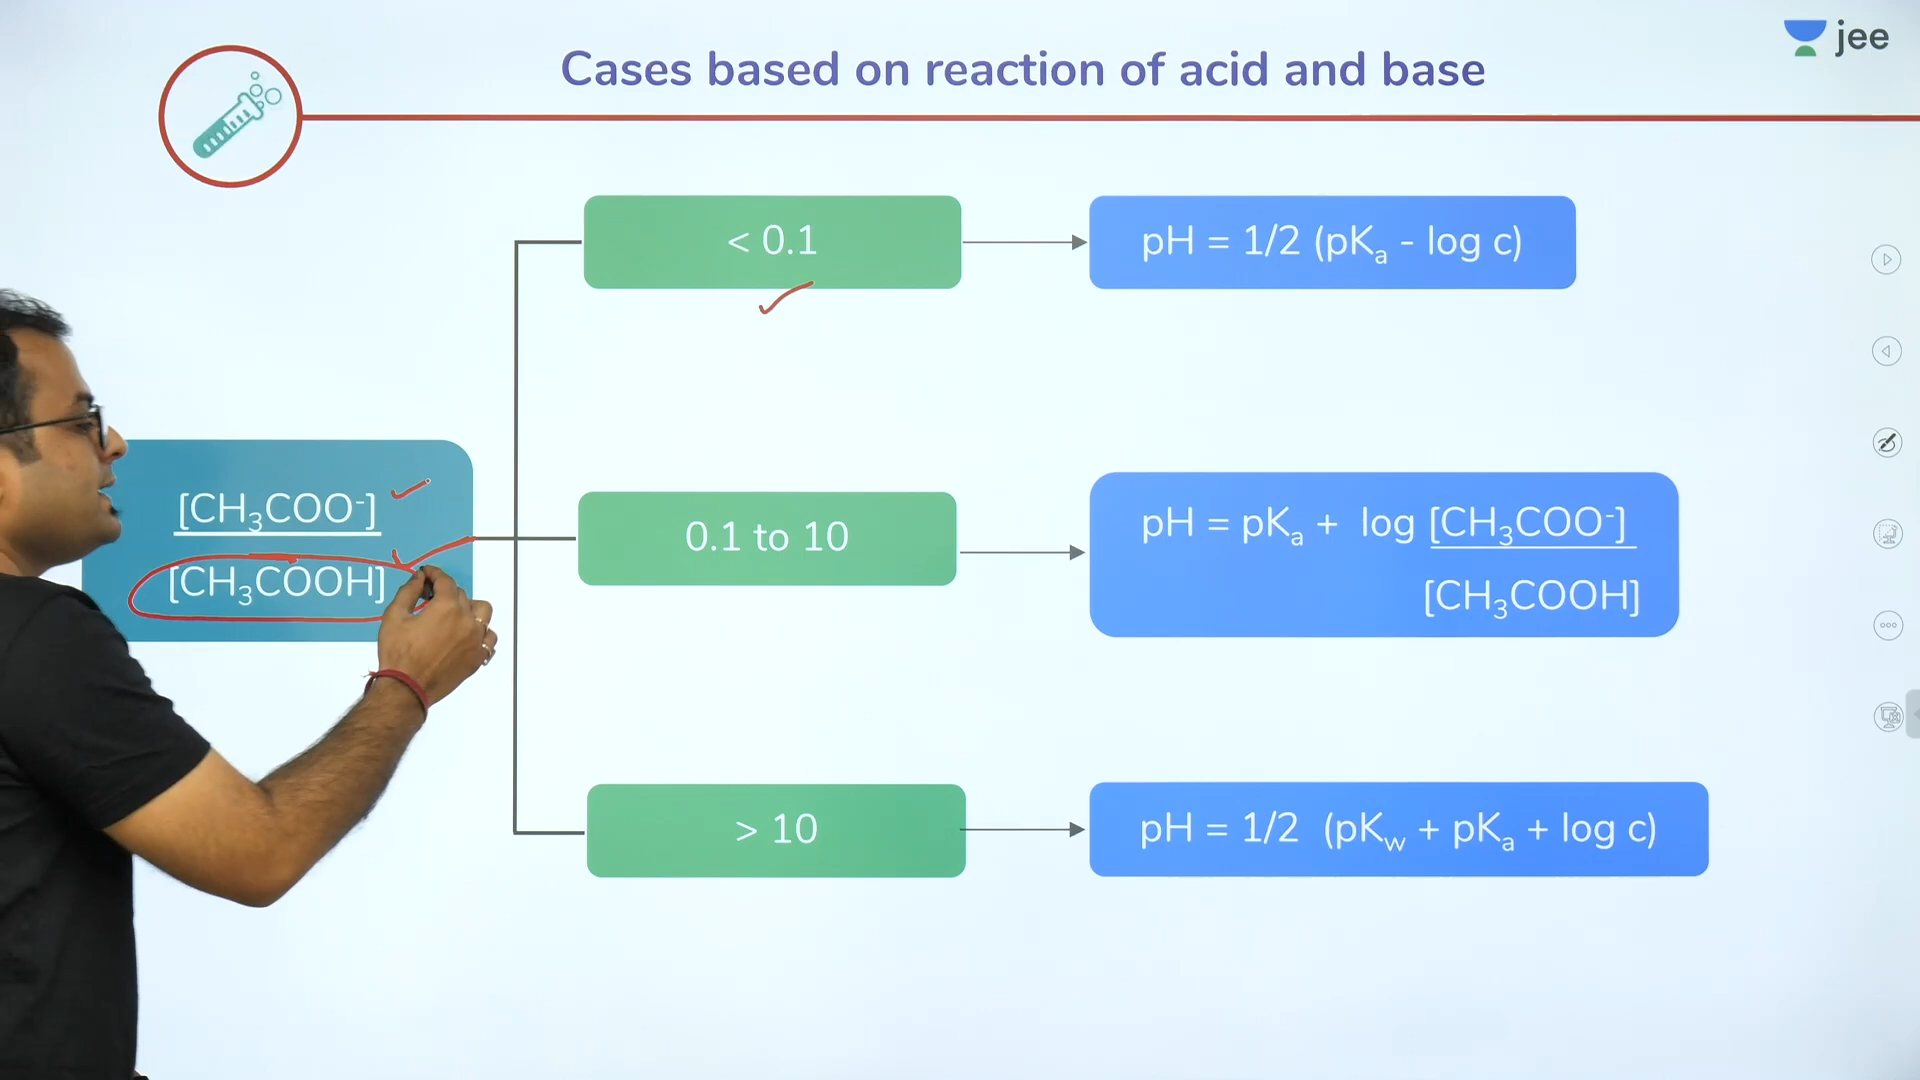 jee
Cases based on reaction of acid and base
< 0.1
pH = 1/2 (pKₐ - log c)
[CH₃COO⁻]
[CH₃COOH]
0.1 to 10
pH = pKₐ + log [CH₃COO⁻]
[CH₃COOH]
> 10
pH = 1/2 (pK_w + pKₐ + log c)